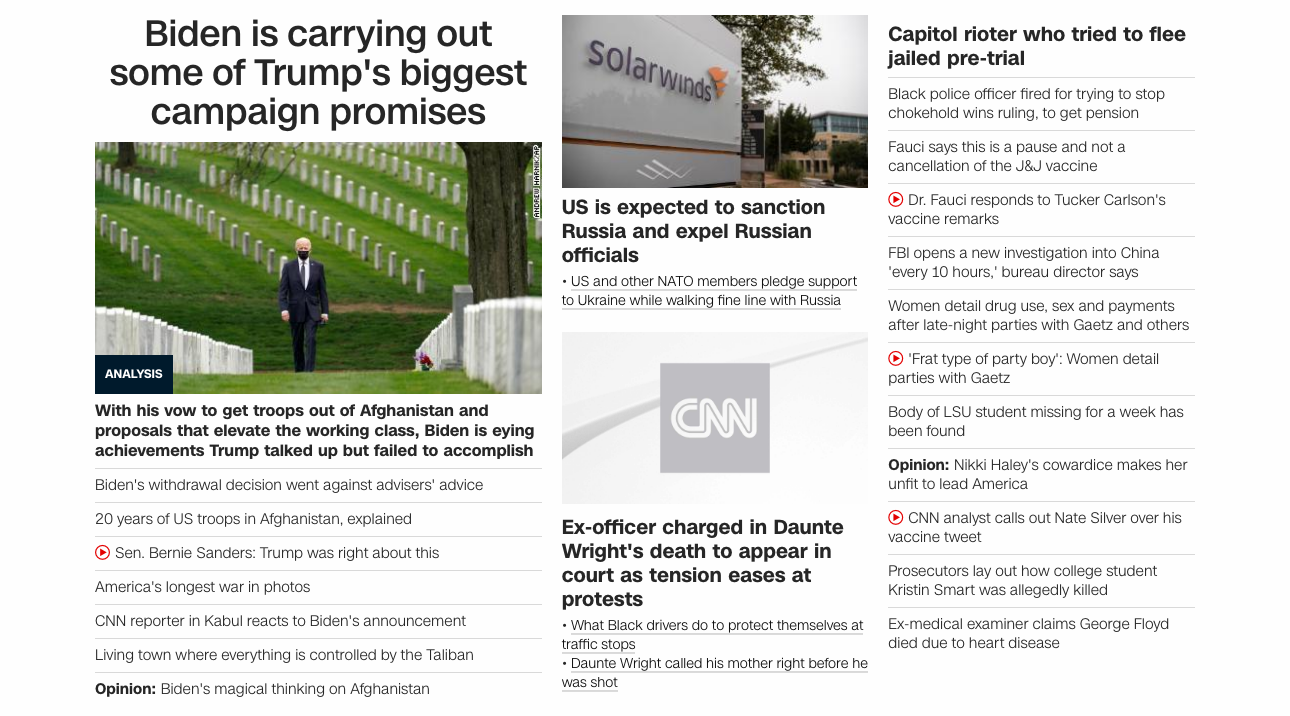 Biden is carrying out
some of Trump's biggest
campaign promises
ANDREW HARNIK/AP
ANALYSIS
With his vow to get troops out of Afghanistan and
proposals that elevate the working class, Biden is eying
achievements Trump talked up but failed to accomplish
Biden's withdrawal decision went against advisers' advice
20 years of US troops in Afghanistan, explained
Sen. Bernie Sanders: Trump was right about this
America's longest war in photos
CNN reporter in Kabul reacts to Biden's announcement
Living town where everything is controlled by the Taliban
Opinion: Biden's magical thinking on Afghanistan
solarwinds
US is expected to sanction
Russia and expel Russian
officials
• US and other NATO members pledge support
to Ukraine while walking fine line with Russia
CNN
Ex-officer charged in Daunte
Wright's death to appear in
court as tension eases at
protests
• What Black drivers do to protect themselves at
traffic stops
• Daunte Wright called his mother right before he
was shot
Capitol rioter who tried to flee
jailed pre-trial
Black police officer fired for trying to stop
chokehold wins ruling, to get pension
Fauci says this is a pause and not a
cancellation of the J&J vaccine
Dr. Fauci responds to Tucker Carlson's
vaccine remarks
FBI opens a new investigation into China
'every 10 hours,' bureau director says
Women detail drug use, sex and payments
after late-night parties with Gaetz and others
'Frat type of party boy': Women detail
parties with Gaetz
Body of LSU student missing for a week has
been found
Opinion: Nikki Haley's cowardice makes her
unfit to lead America
CNN analyst calls out Nate Silver over his
vaccine tweet
Prosecutors lay out how college student
Kristin Smart was allegedly killed
Ex-medical examiner claims George Floyd
died due to heart disease